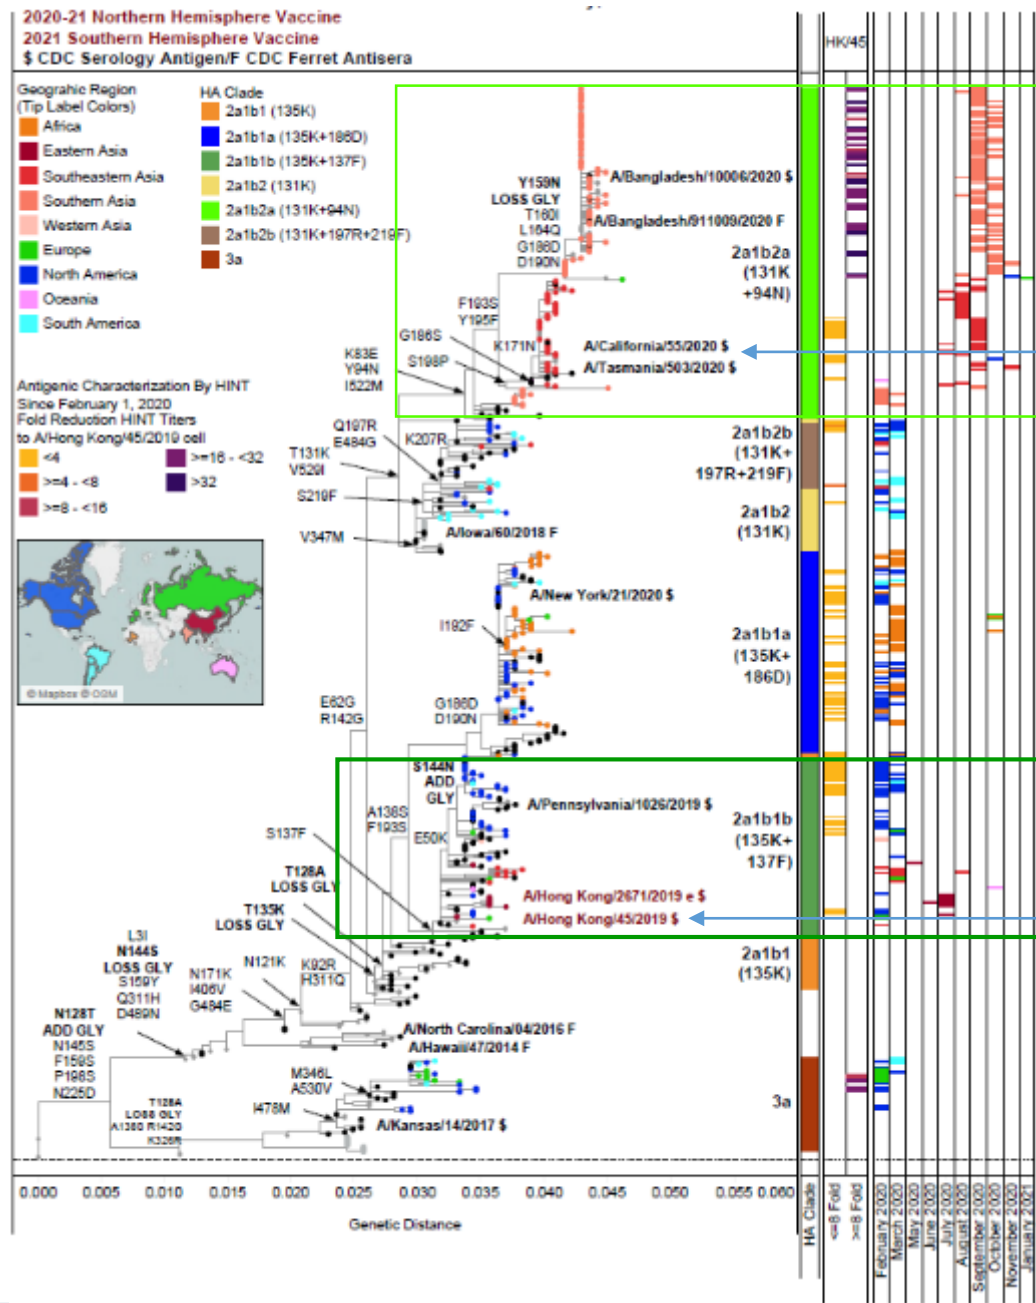 2020-21 Northern Hemisphere Vaccine
2021 Southern Hemisphere Vaccine
$ CDC Serology Antigen/F CDC Ferret Antisera
HK/45
Geograhic Region
(Tip Label Colors)
Africa
Eastern Asia
Southeastern Asia
Southern Asia
Western Asia
Europe
North America
Oceania
South America
HA Clade
2a1b1 (135K)
2a1b1a (135K+186D)
2a1b1b (135K+137F)
2a1b2 (131K)
2a1b2a (131K+94N)
2a1b2b (131K+197R+219F)
3a
Antigenic Characterization By HINT
Since February 1, 2020
Fold Reduction HINT Titers
to A/Hong Kong/45/2019 cell
<4
>=4 - <8
>=8 - <16
>=16 - <32
>32
© Mapbox © OSM
Y159N
LOSS GLY
T160I
L164Q
G186D
D190N
A/Bangladesh/10006/2020 $
A/Bangladesh/911009/2020 F
2a1b2a
(131K
+94N)
F193S
Y195F
G186S
K171N
S198P
A/California/55/2020 $
A/Tasmania/503/2020 $
K83E
Y94N
I522M
Q197R
E484G
K207R
T131K
V529I
S219F
V347M
A/Iowa/60/2018 F
2a1b2b
(131K+
197R+219F)
2a1b2
(131K)
A/New York/21/2020 $
I192F
2a1b1a
(135K+
186D)
E62G
R142G
G186D
D190N
S144N
ADD
GLY
A/Pennsylvania/1026/2019 $
A138S
F193S
E50K
S137F
2a1b1b
(135K+
137F)
T128A
LOSS GLY
A/Hong Kong/2671/2019 e $
A/Hong Kong/45/2019 $
T135K
LOSS GLY
2a1b1
(135K)
L3I
N144S
LOSS GLY
S159Y
Q311H
D489N
N171K
I406V
G484E
N121K
K92R
H311Q
N128T
ADD GLY
N145S
F159S
P198S
N225D
A/North Carolina/04/2016 F
A/Hawaii/47/2014 F
M346L
A530V
I478M
A/Kansas/14/2017 $
3a
T128A
LOSS GLY
A138S R142G
K326R
0.000 0.005 0.010 0.015 0.020 0.025 0.030 0.035 0.040 0.045 0.050 0.055 0.060
Genetic Distance
HA Clade
<=8 Fold
>=8 Fold
February 2020
March 2020
May 2020
June 2020
July 2020
August 2020
September 2020
October 2020
November 2020
January 2021